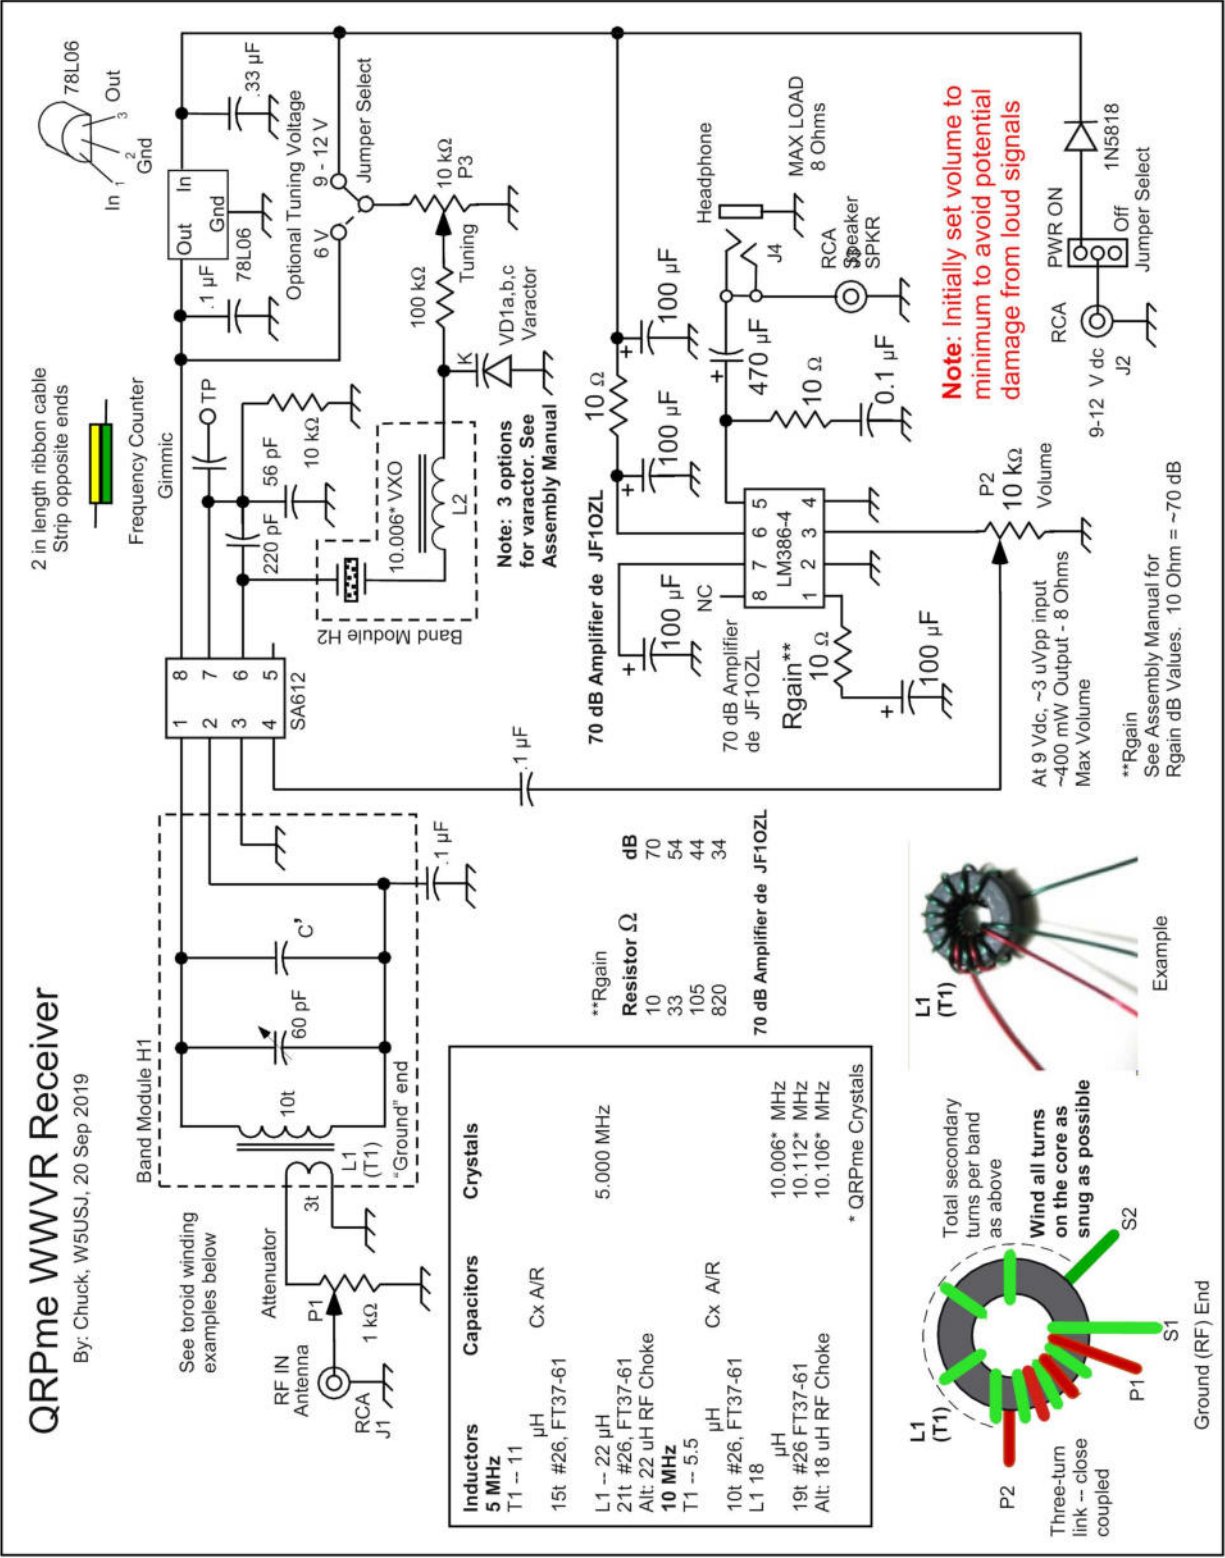 QRPme WWVR Receiver
By: Chuck, W5USJ, 20 Sep 2019
See toroid winding
examples below
RF IN
Antenna
RCA
J1
Attenuator
P1
1 kΩ
Band Module H1
3t
10t
L1
(T1)
"Ground" end
60 pF
C'
.1 µF
1
2
3
4
8
7
6
5
SA612
.1 µF
2 in length ribbon cable
Strip opposite ends
Frequency Counter
Gimmic
TP
220 pF
56 pF
10 kΩ
Band Module H2
10.006* VXO
L2
Note: 3 options
for varactor. See
Assembly Manual
K
VD1a,b,c
Varactor
100 kΩ
Tuning
10 kΩ
P3
.1 µF
78L06
Out
In
Gnd
.33 µF
Optional Tuning Voltage
6 V
9 - 12 V
Jumper Select
In
1
2
Gnd
3
Out
78L06
70 dB Amplifier de JF1OZL
100 µF
NC
70 dB Amplifier
de JF1OZL
Rgain**
10 Ω
100 µF
8
7
6
5
LM386-4
1
2
3
4
10 Ω
100 µF
100 µF
470 µF
10 Ω
0.1 µF
Headphone
J4
MAX LOAD
8 Ohms
RCA
Speaker
J3
SPKR
P2
10 kΩ
Volume
Note: Initially set volume to
minimum to avoid potential
damage from loud signals
RCA
9-12 V dc
J2
PWR ON
Off
Jumper Select
1N5818
At 9 Vdc, ~3 uVpp input
~400 mW Output - 8 Ohms
Max Volume
**Rgain
See Assembly Manual for
Rgain dB Values. 10 Ohm = ~70 dB
**Rgain
Resistor Ω dB
10 70
33 54
105 44
820 34
70 dB Amplifier de JF1OZL
Inductors Capacitors Crystals
5 MHz
T1 -- 11
µH
15t #26, FT37-61 Cx A/R
L1 -- 22 µH 5.000 MHz
21t #26, FT37-61
Alt: 22 uH RF Choke
10 MHz
T1 -- 5.5
µH Cx A/R
10t #26, FT37-61
L1 18
µH 10.006* MHz
19t #26 FT37-61 10.112* MHz
Alt: 18 uH RF Choke 10.106* MHz
* QRPme Crystals
L1
(T1)
P2
Three-turn
link -- close
coupled
P1
S1
S2
Ground (RF) End
Total secondary
turns per band
as above
Wind all turns
on the core as
snug as possible
L1
(T1)
Example